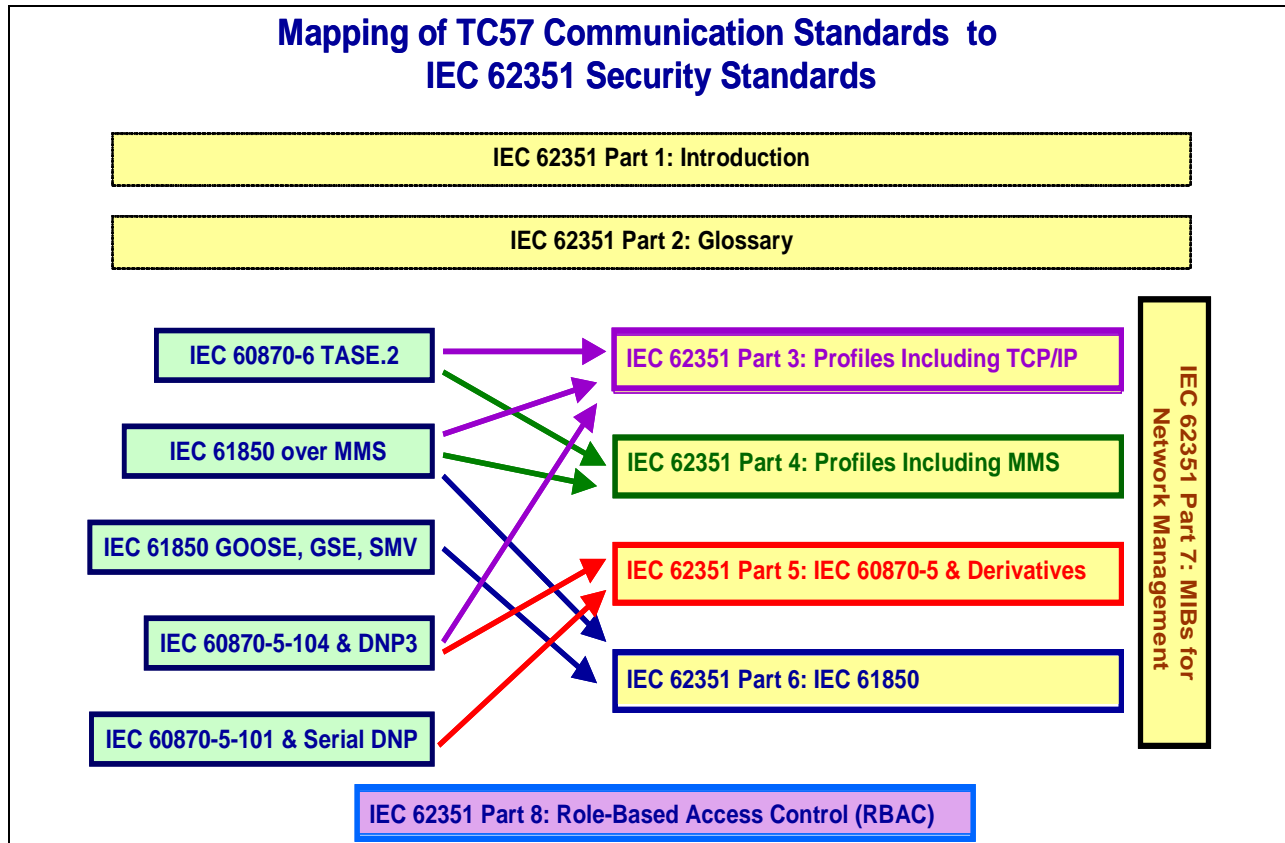 Mapping of TC57 Communication Standards to
IEC 62351 Security Standards
IEC 62351 Part 1: Introduction
IEC 62351 Part 2: Glossary
IEC 60870-6 TASE.2
IEC 61850 over MMS
IEC 61850 GOOSE, GSE, SMV
IEC 60870-5-104 & DNP3
IEC 60870-5-101 & Serial DNP
IEC 62351 Part 3: Profiles Including TCP/IP
IEC 62351 Part 4: Profiles Including MMS
IEC 62351 Part 5: IEC 60870-5 & Derivatives
IEC 62351 Part 6: IEC 61850
IEC 62351 Part 7: MIBs for
Network Management
IEC 62351 Part 8: Role-Based Access Control (RBAC)